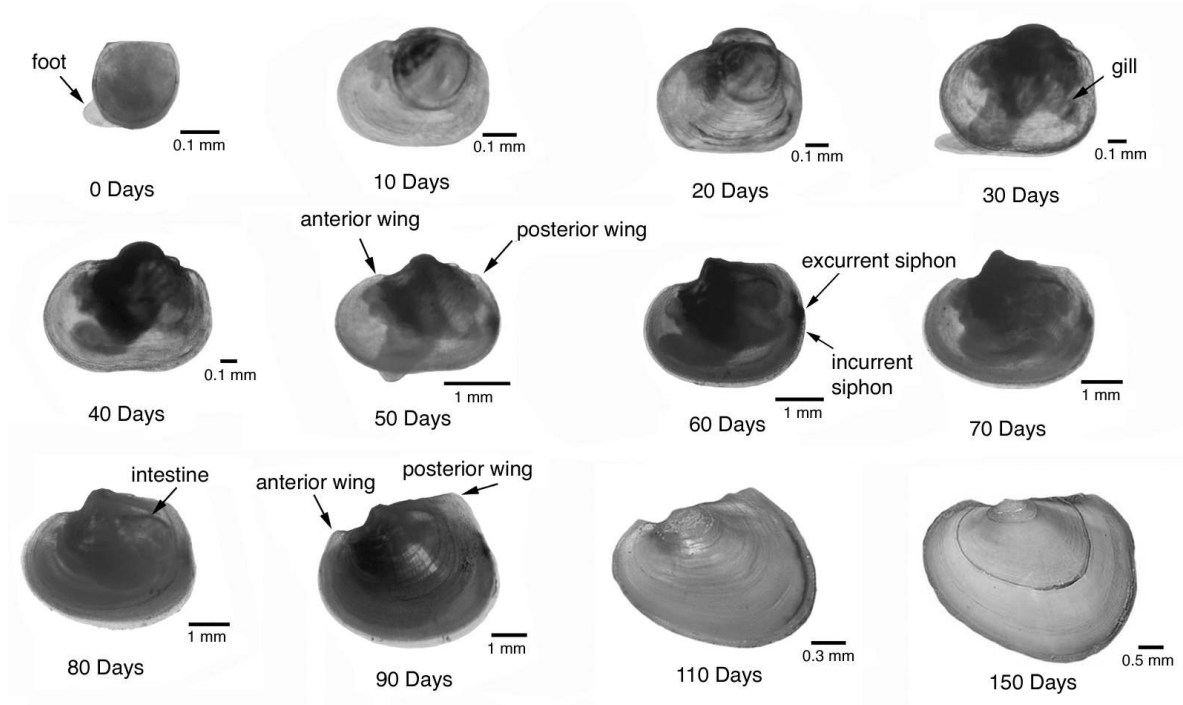 foot
0.1 mm
0 Days
0.1 mm
10 Days
0.1 mm
20 Days
gill
0.1 mm
30 Days
0.1 mm
40 Days
anterior wing
posterior wing
1 mm
50 Days
excurrent siphon
incurrent
siphon
1 mm
60 Days
1 mm
70 Days
intestine
1 mm
80 Days
anterior wing
posterior wing
1 mm
90 Days
0.3 mm
110 Days
0.5 mm
150 Days